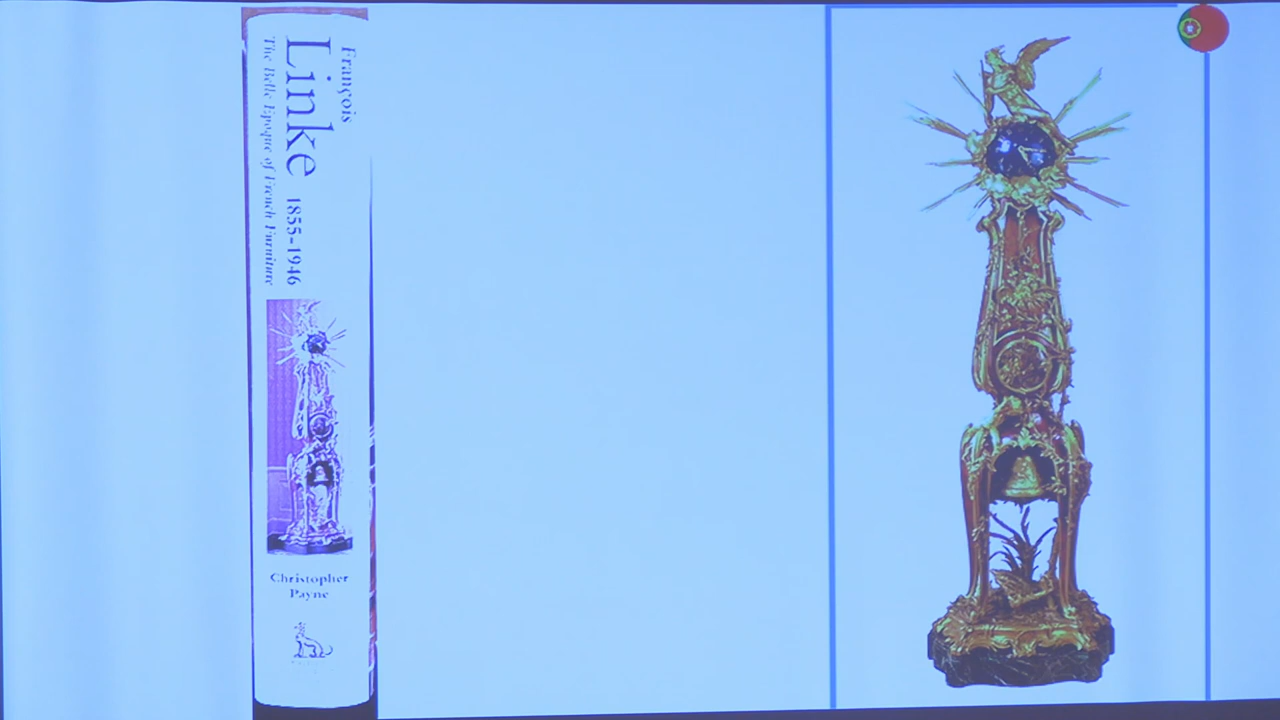 François
Linke 1855-1946
The Belle Epoque of French Furniture
Christopher
Payne